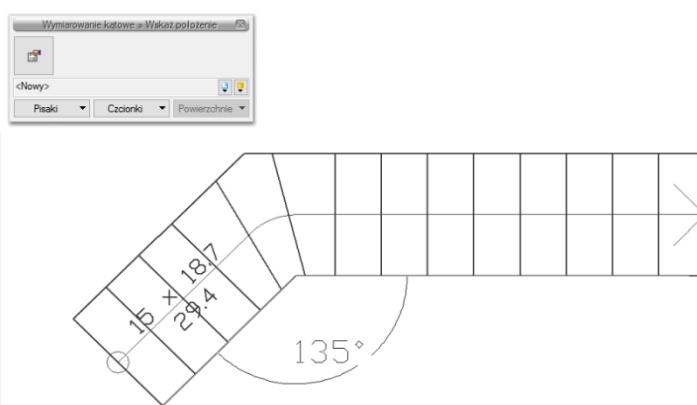 Wymiarowanie kątowe » Wskaż położenie
<Nowy>
Pisaki Czcionki Powierzchnie
15 x 18.7
29.4
135°